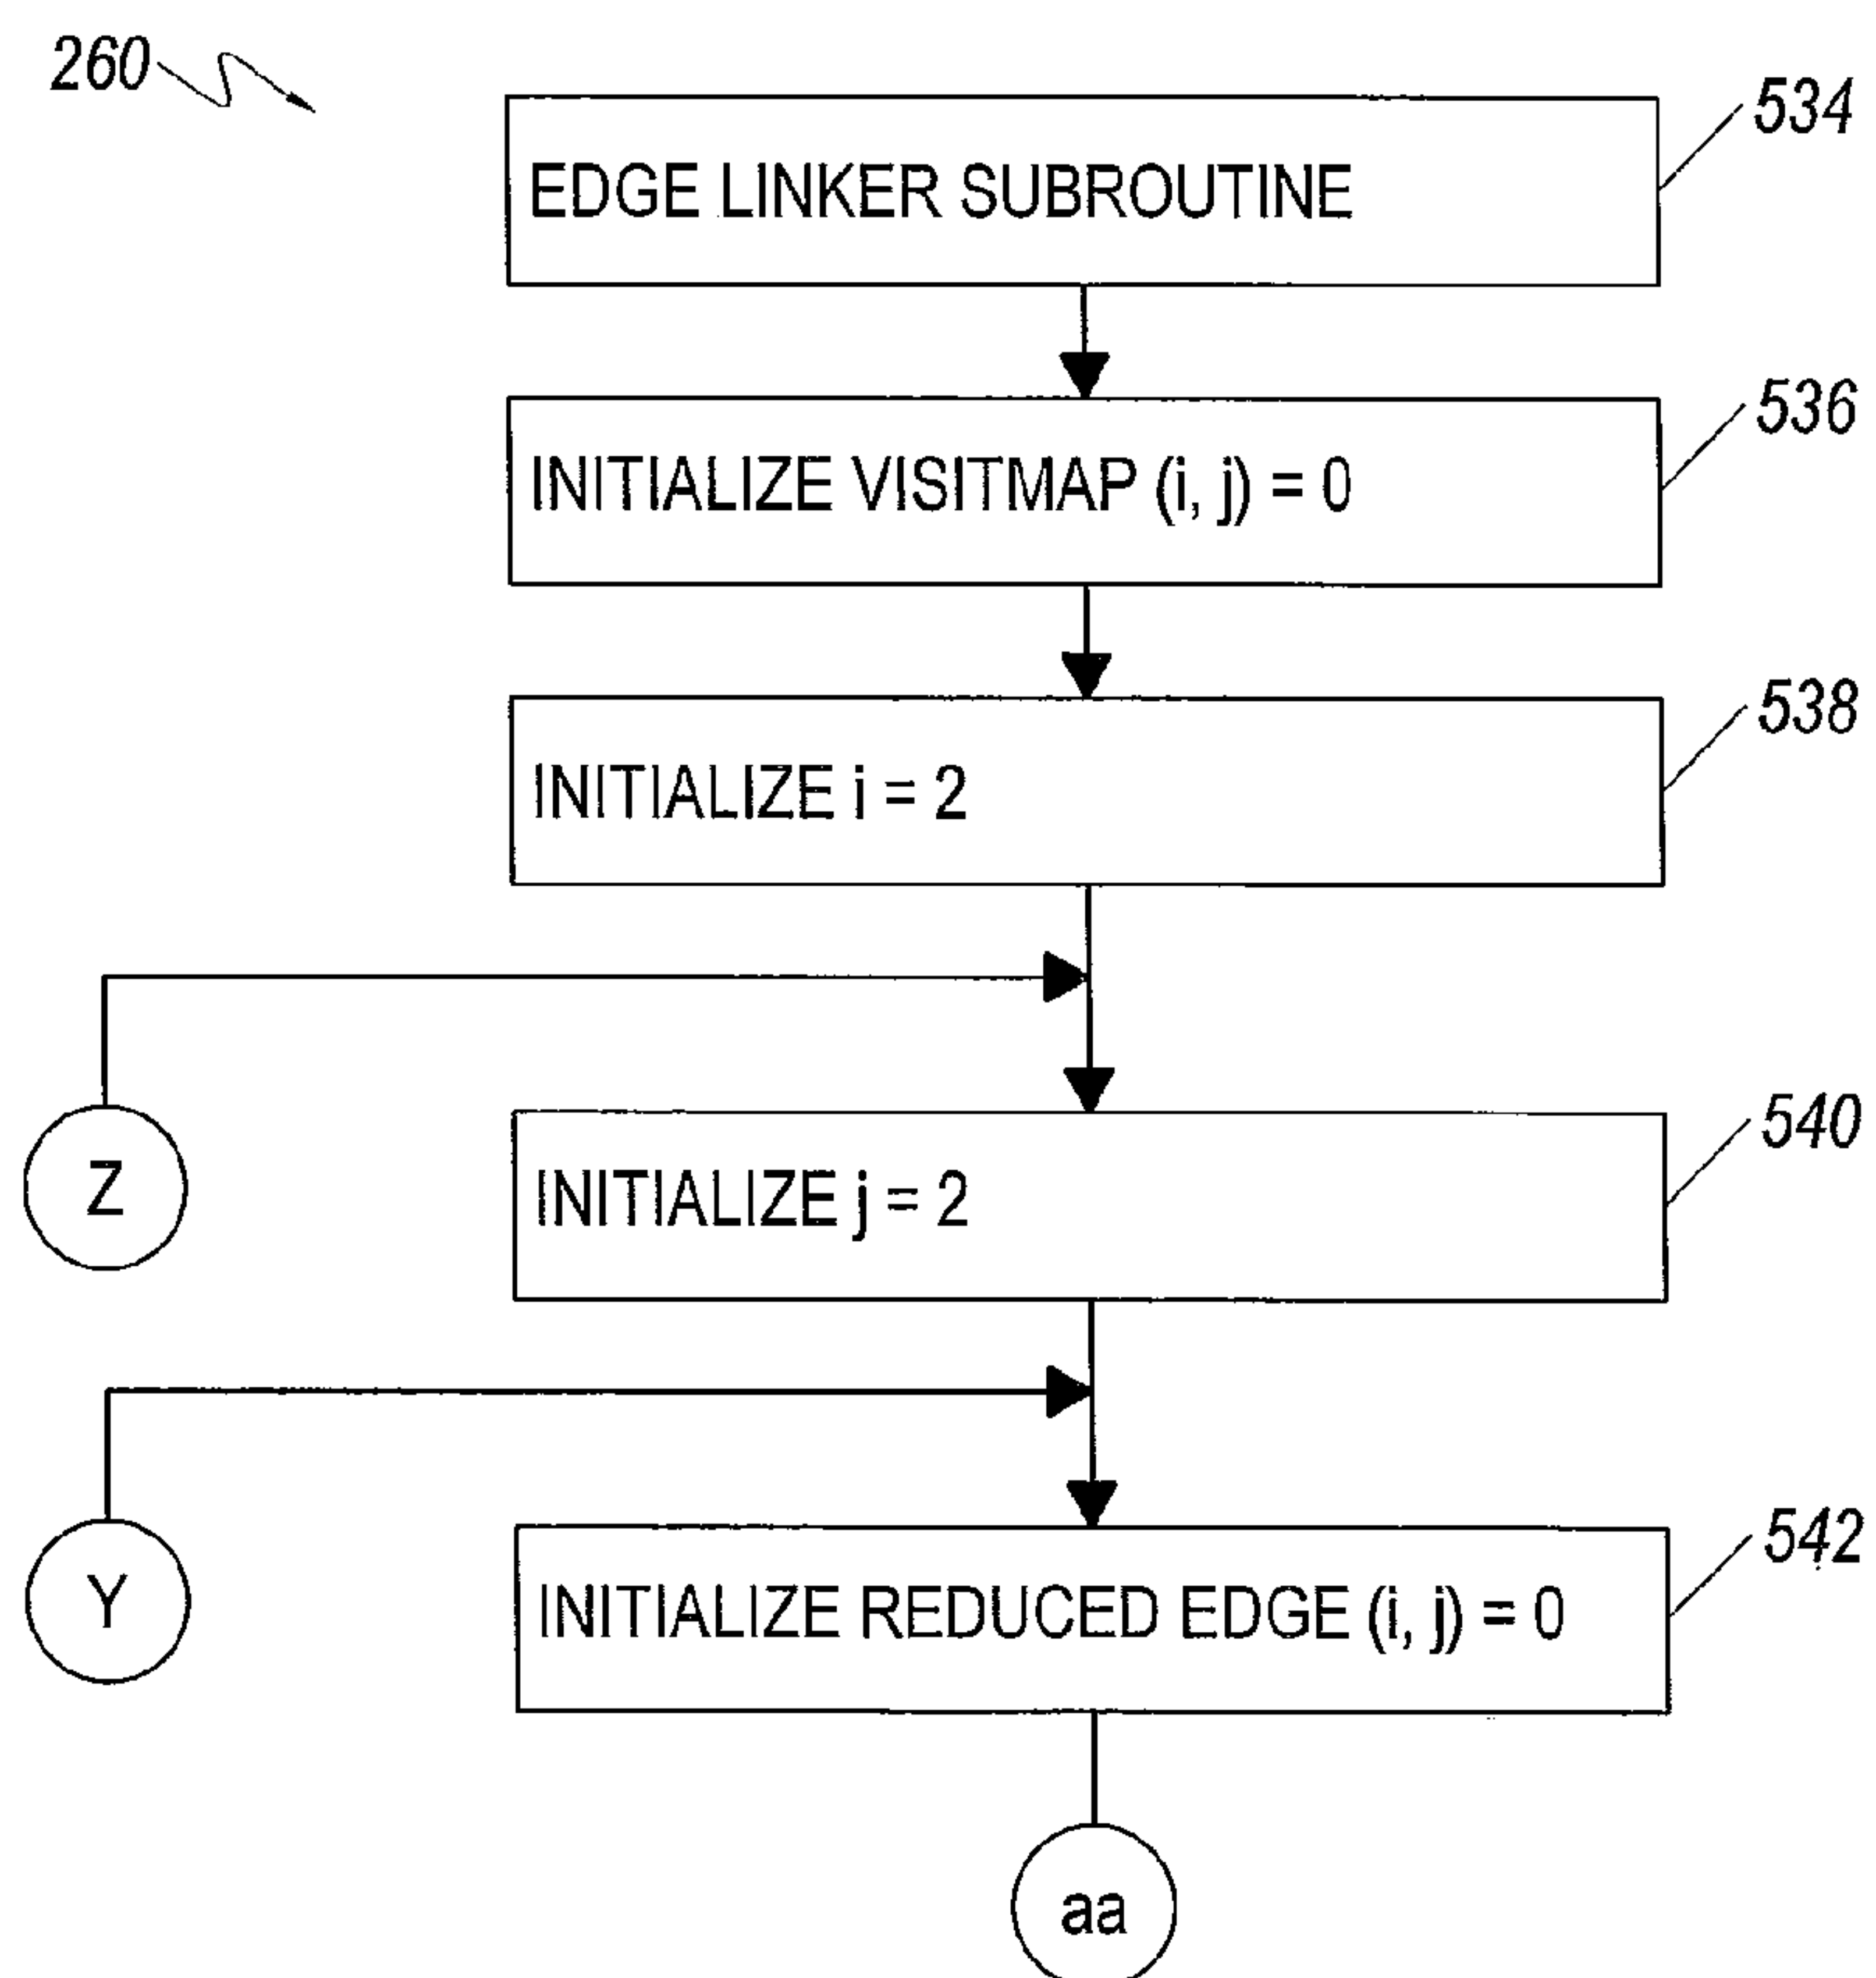 260
534
EDGE LINKER SUBROUTINE
536
INITIALIZE VISITMAP (i, j) = 0
538
INITIALIZE i = 2
540
Z
INITIALIZE j = 2
542
Y
INITIALIZE REDUCED EDGE (i, j) = 0
aa